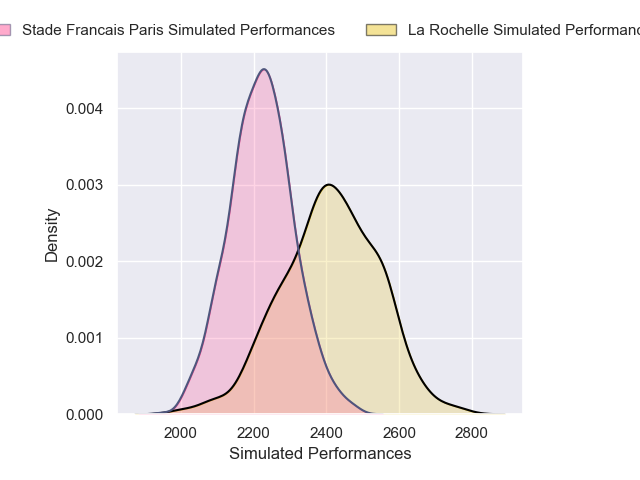 Stade Francais Paris Simulated Performances
La Rochelle Simulated Performanc
0.004
0.003
0.002
0.001
0.000
Density
2000 2200 2400 2600 2800
Simulated Performances